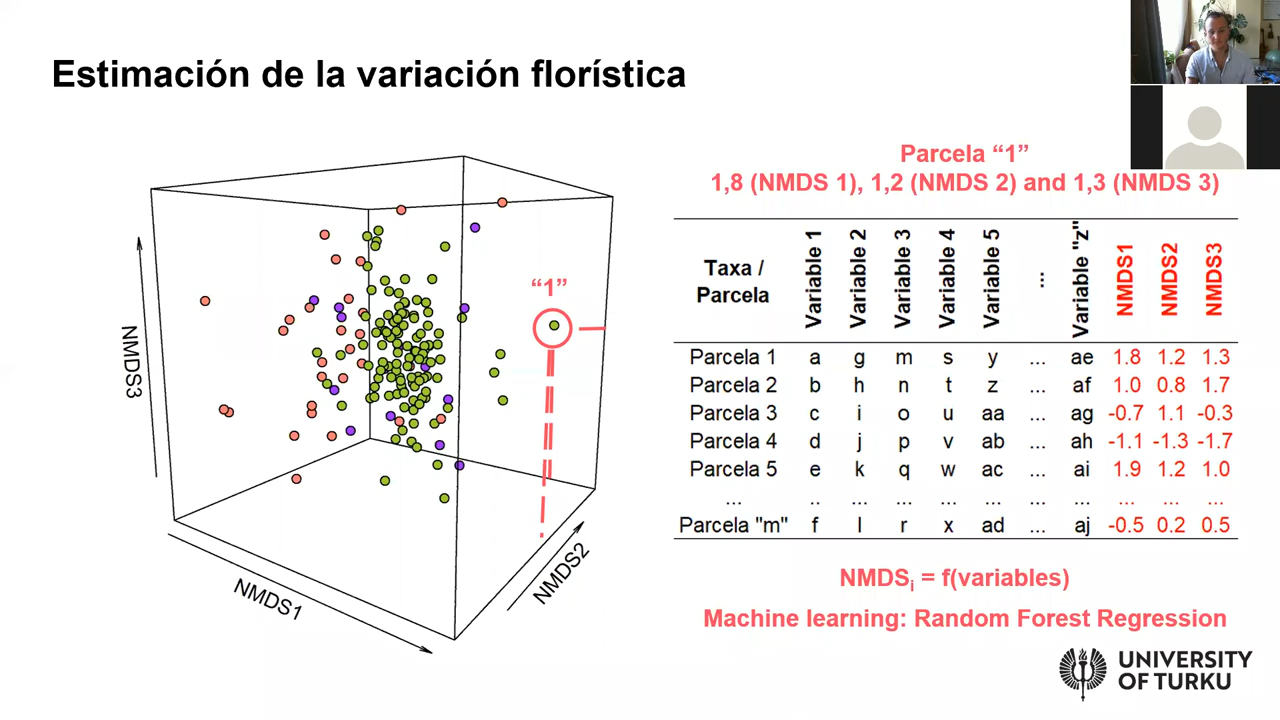 Estimación de la variación florística
Parcela “1”
1,8 (NMDS 1), 1,2 (NMDS 2) and 1,3 (NMDS 3)
“1”
NMDS3
NMDS1
NMDS2
Taxa / Parcela Variable 1 Variable 2 Variable 3 Variable 4 Variable 5 ... Variable "z" NMDS1 NMDS2 NMDS3
Parcela 1 a g m s y ... ae 1.8 1.2 1.3
Parcela 2 b h n t z ... af 1.0 0.8 1.7
Parcela 3 c i o u aa ... ag -0.7 1.1 -0.3
Parcela 4 d j p v ab ... ah -1.1 -1.3 -1.7
Parcela 5 e k q w ac ... ai 1.9 1.2 1.0
... .. ... ... ... ... ... ... ... ... ...
Parcela "m" f l r x ad ... aj -0.5 0.2 0.5
NMDSi = f(variables)
Machine learning: Random Forest Regression
UNIVERSITY
OF TURKU